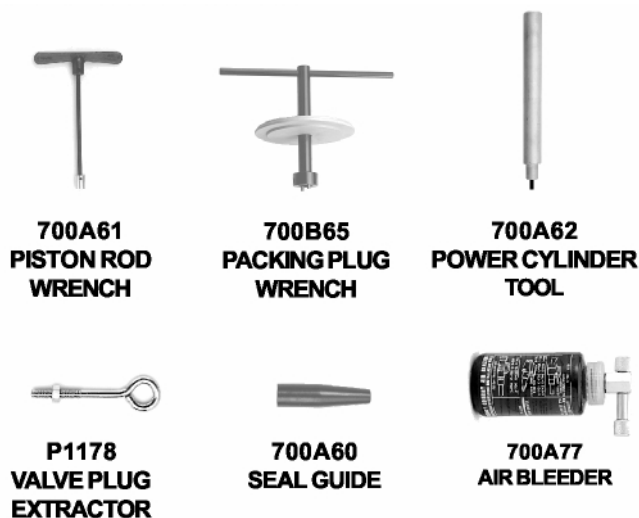 700A61
PISTON ROD
WRENCH
700B65
PACKING PLUG
WRENCH
700A62
POWER CYLINDER
TOOL
P1178
VALVE PLUG
EXTRACTOR
700A60
SEAL GUIDE
700A77
AIR BLEEDER